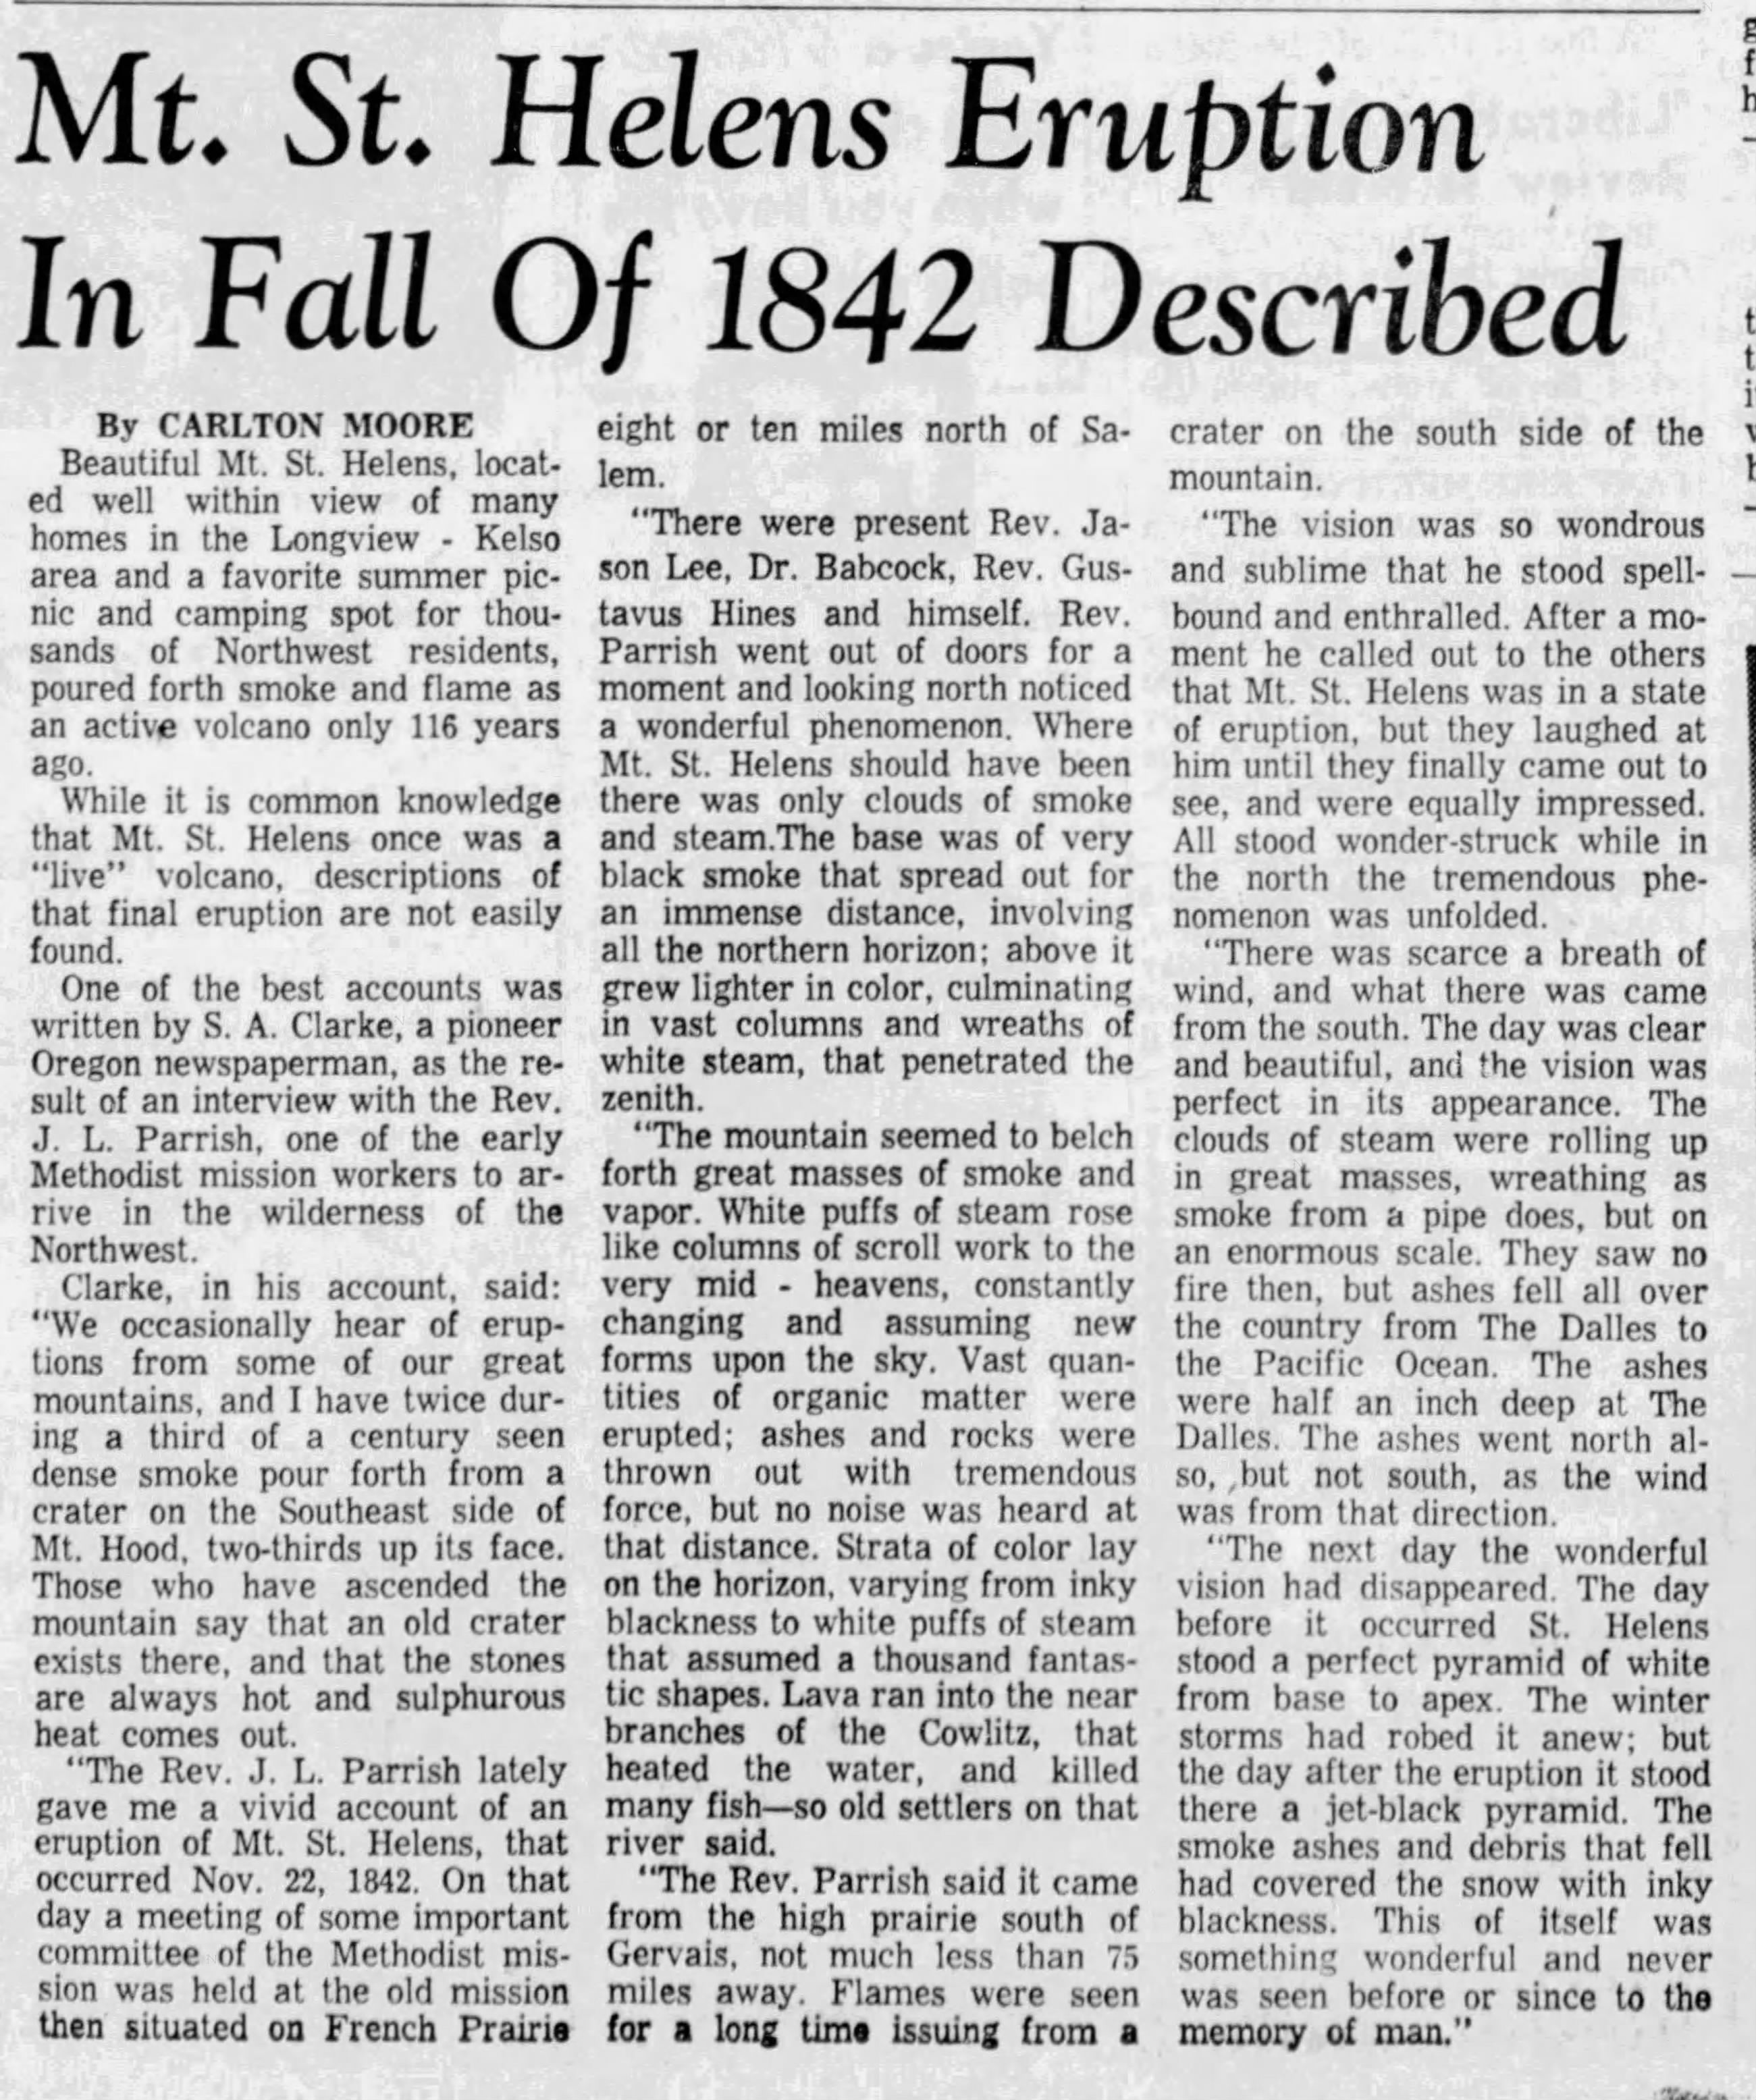 Mt. St. Helens Eruption
In Fall Of 1842 Described
By CARLTON MOORE
Beautiful Mt. St. Helens, locat-
ed well within view of many
homes in the Longview - Kelso
area and a favorite summer pic-
nic and camping spot for thou-
sands of Northwest residents,
poured forth smoke and flame as
an active volcano only 116 years
ago.
While it is common knowledge
that Mt. St. Helens once was a
"live" volcano, descriptions of
that final eruption are not easily
found.
One of the best accounts was
written by S. A. Clarke, a pioneer
Oregon newspaperman, as the re-
sult of an interview with the Rev.
J. L. Parrish, one of the early
Methodist mission workers to ar-
rive in the wilderness of the
Northwest.
Clarke, in his account, said:
"We occasionally hear of erup-
tions from some of our great
mountains, and I have twice dur-
ing a third of a century seen
dense smoke pour forth from a
crater on the Southeast side of
Mt. Hood, two-thirds up its face.
Those who have ascended the
mountain say that an old crater
exists there, and that the stones
are always hot and sulphurous
heat comes out.
"The Rev. J. L. Parrish lately
gave me a vivid account of an
eruption of Mt. St. Helens, that
occurred Nov. 22, 1842. On that
day a meeting of some important
committee of the Methodist mis-
sion was held at the old mission
then situated on French Prairie
eight or ten miles north of Sa-
lem.
"There were present Rev. Ja-
son Lee, Dr. Babcock, Rev. Gus-
tavus Hines and himself. Rev.
Parrish went out of doors for a
moment and looking north noticed
a wonderful phenomenon. Where
Mt. St. Helens should have been
there was only clouds of smoke
and steam.The base was of very
black smoke that spread out for
an immense distance, involving
all the northern horizon; above it
grew lighter in color, culminating
in vast columns and wreaths of
white steam, that penetrated the
zenith.
"The mountain seemed to belch
forth great masses of smoke and
vapor. White puffs of steam rose
like columns of scroll work to the
very mid - heavens, constantly
changing and assuming new
forms upon the sky. Vast quan-
tities of organic matter were
erupted; ashes and rocks were
thrown out with tremendous
force, but no noise was heard at
that distance. Strata of color lay
on the horizon, varying from inky
blackness to white puffs of steam
that assumed a thousand fantas-
tic shapes. Lava ran into the near
branches of the Cowlitz, that
heated the water, and killed
many fish—so old settlers on that
river said.
"The Rev. Parrish said it came
from the high prairie south of
Gervais, not much less than 75
miles away. Flames were seen
for a long time issuing from a
crater on the south side of the
mountain.
"The vision was so wondrous
and sublime that he stood spell-
bound and enthralled. After a mo-
ment he called out to the others
that Mt. St. Helens was in a state
of eruption, but they laughed at
him until they finally came out to
see, and were equally impressed.
All stood wonder-struck while in
the north the tremendous phe-
nomenon was unfolded.
"There was scarce a breath of
wind, and what there was came
from the south. The day was clear
and beautiful, and the vision was
perfect in its appearance. The
clouds of steam were rolling up
in great masses, wreathing as
smoke from a pipe does, but on
an enormous scale. They saw no
fire then, but ashes fell all over
the country from The Dalles to
the Pacific Ocean. The ashes
were half an inch deep at The
Dalles. The ashes went north al-
so, but not south, as the wind
was from that direction.
"The next day the wonderful
vision had disappeared. The day
before it occurred St. Helens
stood a perfect pyramid of white
from base to apex. The winter
storms had robed it anew; but
the day after the eruption it stood
there a jet-black pyramid. The
smoke ashes and debris that fell
had covered the snow with inky
blackness. This of itself was
something wonderful and never
was seen before or since to the
memory of man."